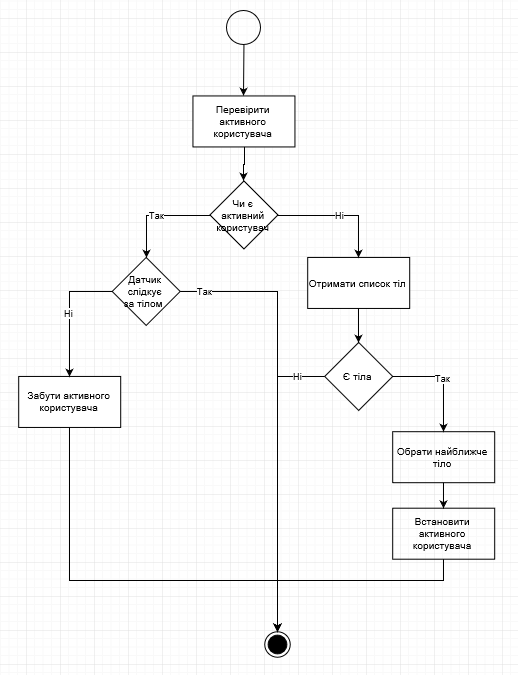 Перевірити
активного
користувача
Чи є
активний
користувач
Так
Ні
Датчик
слідкує
за тілом
Отримати список тіл
Так
Ні
Ні
Є тіла
Так
Забути активного
користувача
Обрати найближче
тіло
Встановити
активного
користувача